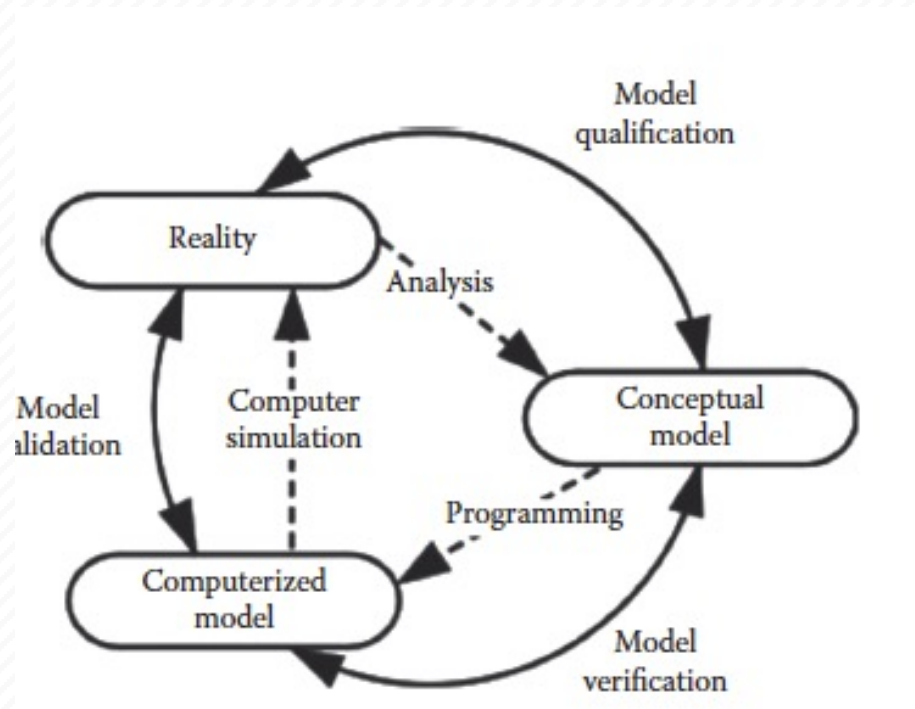 Model
qualification
Reality
Analysis
Conceptual
model
Model
alidation
Computer
simulation
Programming
Computerized
model
Model
verification